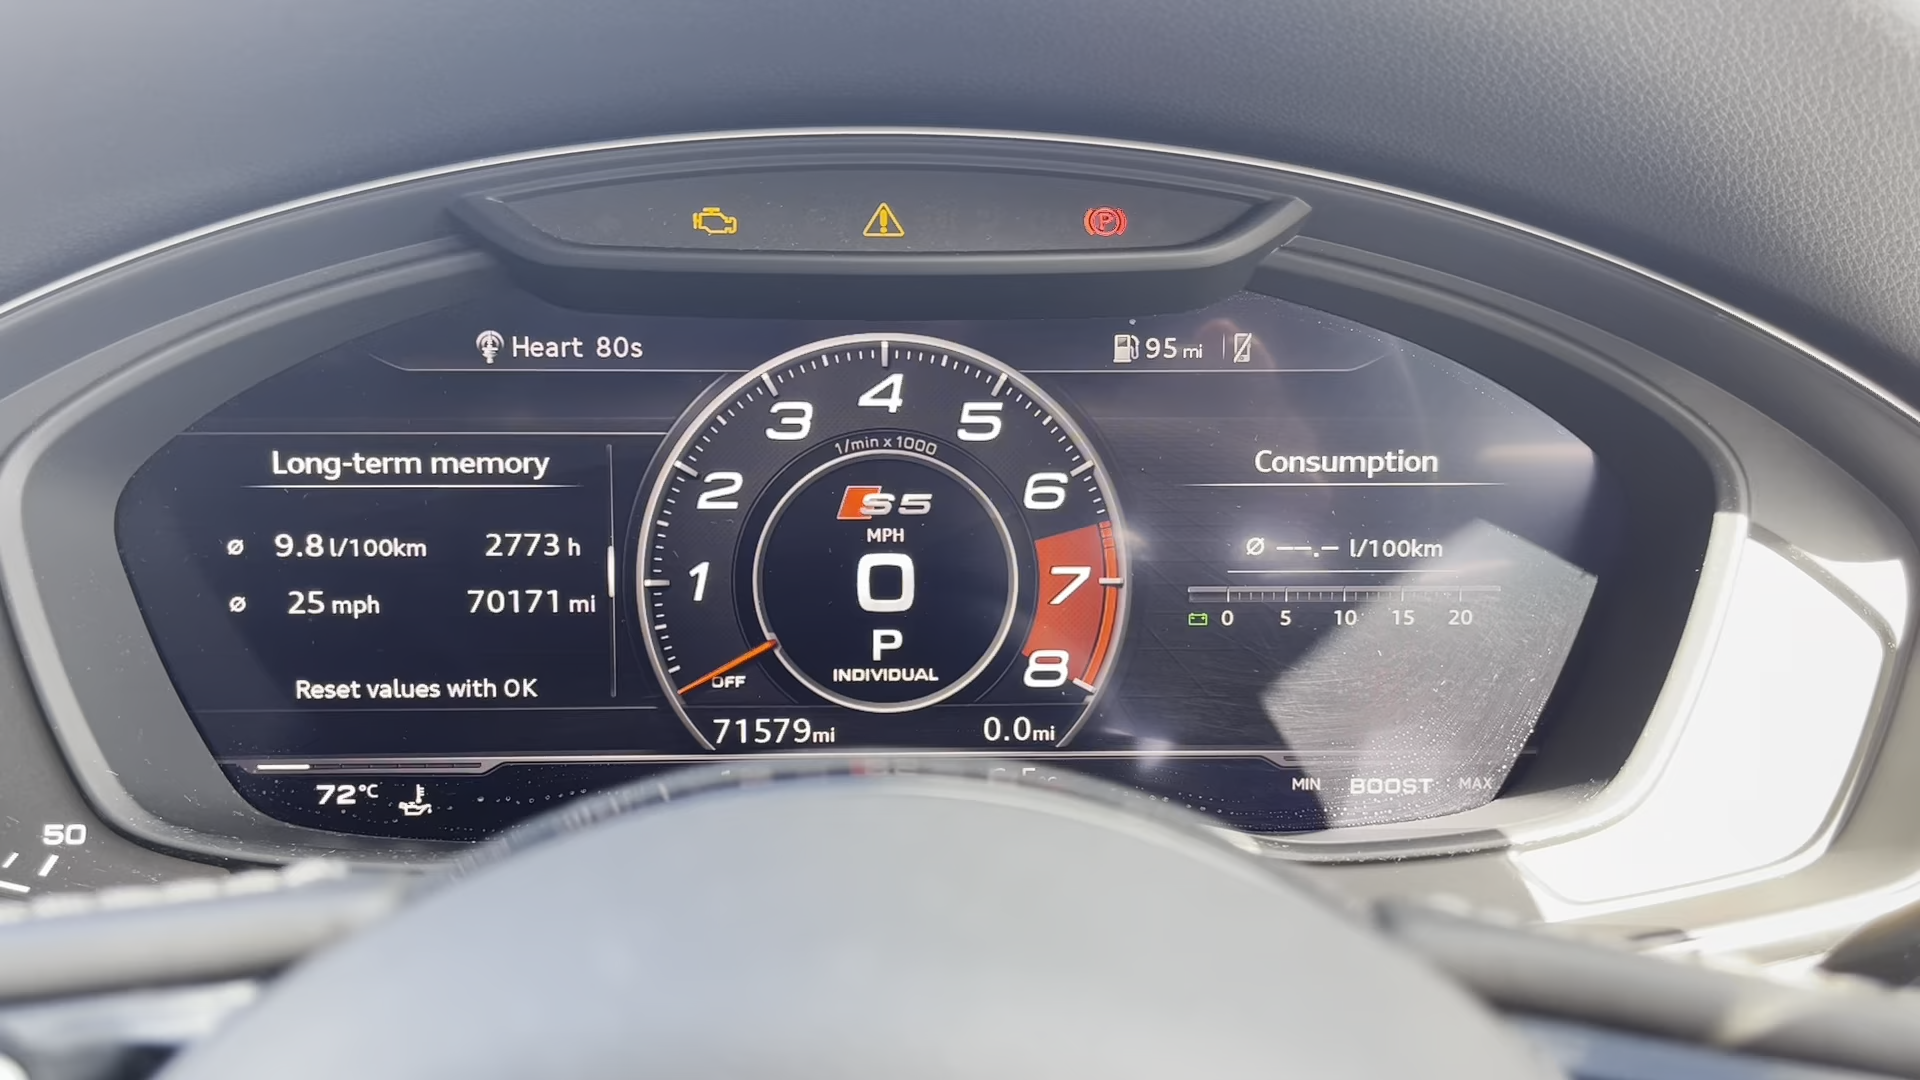 Heart 80s
95 mi
Long-term memory
ø 9.8 l/100km 2773 h
ø 25 mph 70171 mi
Reset values with OK
1 2 3 4 5 6 7 8
1/min x 1000
S5
MPH
0
P
INDIVIDUAL
OFF
71579 mi 0.0 mi
Consumption
Ø --.- l/100km
0 5 10 15 20
72°C
MIN BOOST MAX
50